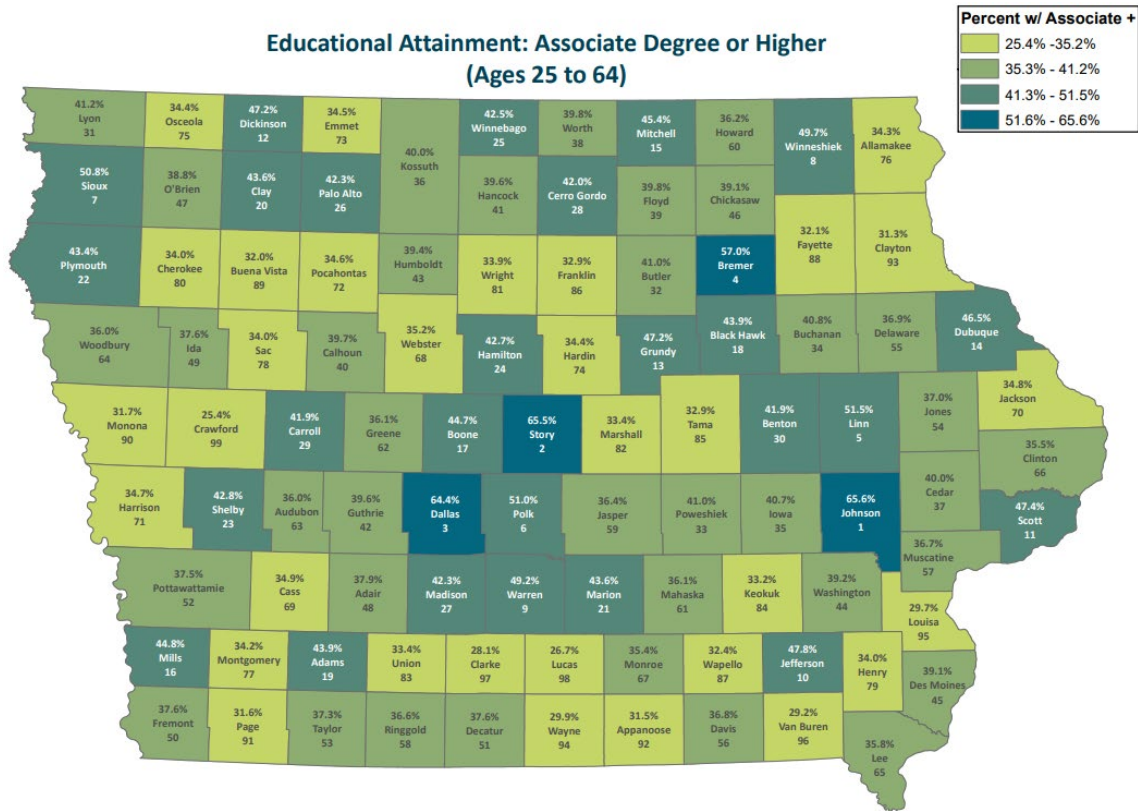 Educational Attainment: Associate Degree or Higher
(Ages 25 to 64)
Percent w/ Associate +
25.4% -35.2%
35.3% - 41.2%
41.3% - 51.5%
51.6% - 65.6%
41.2%
Lyon
31
34.4%
Osceola
75
47.2%
Dickinson
12
34.5%
Emmet
73
40.0%
Kossuth
36
42.5%
Winnebago
25
39.8%
Worth
38
45.4%
Mitchell
15
36.2%
Howard
60
49.7%
Winneshiek
8
34.3%
Allamakee
76
50.8%
Sioux
7
38.8%
O'Brien
47
43.6%
Clay
20
42.3%
Palo Alto
26
39.6%
Hancock
41
42.0%
Cerro Gordo
28
39.8%
Floyd
39
39.1%
Chickasaw
46
32.1%
Fayette
88
31.3%
Clayton
93
43.4%
Plymouth
22
34.0%
Cherokee
80
32.0%
Buena Vista
89
34.6%
Pocahontas
72
39.4%
Humboldt
43
33.9%
Wright
81
32.9%
Franklin
86
41.0%
Butler
32
57.0%
Bremer
4
36.0%
Woodbury
64
37.6%
Ida
49
34.0%
Sac
78
39.7%
Calhoun
40
35.2%
Webster
68
42.7%
Hamilton
24
34.4%
Hardin
74
47.2%
Grundy
13
43.9%
Black Hawk
18
40.8%
Buchanan
34
36.9%
Delaware
55
46.5%
Dubuque
14
31.7%
Monona
90
25.4%
Crawford
99
41.9%
Carroll
29
36.1%
Greene
62
44.7%
Boone
17
65.5%
Story
2
33.4%
Marshall
82
32.9%
Tama
85
41.9%
Benton
30
51.5%
Linn
5
37.0%
Jones
54
34.8%
Jackson
70
35.5%
Clinton
66
34.7%
Harrison
71
42.8%
Shelby
23
36.0%
Audubon
63
39.6%
Guthrie
42
64.4%
Dallas
3
51.0%
Polk
6
36.4%
Jasper
59
41.0%
Poweshiek
33
40.7%
Iowa
35
65.6%
Johnson
1
40.0%
Cedar
37
47.4%
Scott
11
36.7%
Muscatine
57
37.5%
Pottawattamie
52
34.9%
Cass
69
37.9%
Adair
48
42.3%
Madison
27
49.2%
Warren
9
43.6%
Marion
21
36.1%
Mahaska
61
33.2%
Keokuk
84
39.2%
Washington
44
29.7%
Louisa
95
44.8%
Mills
16
34.2%
Montgomery
77
43.9%
Adams
19
33.4%
Union
83
28.1%
Clarke
97
26.7%
Lucas
98
35.4%
Monroe
67
32.4%
Wapello
87
47.8%
Jefferson
10
34.0%
Henry
79
39.1%
Des Moines
45
37.6%
Fremont
50
31.6%
Page
91
37.3%
Taylor
53
36.6%
Ringgold
58
37.6%
Decatur
51
29.9%
Wayne
94
31.5%
Appanoose
92
36.8%
Davis
56
29.2%
Van Buren
96
35.8%
Lee
65